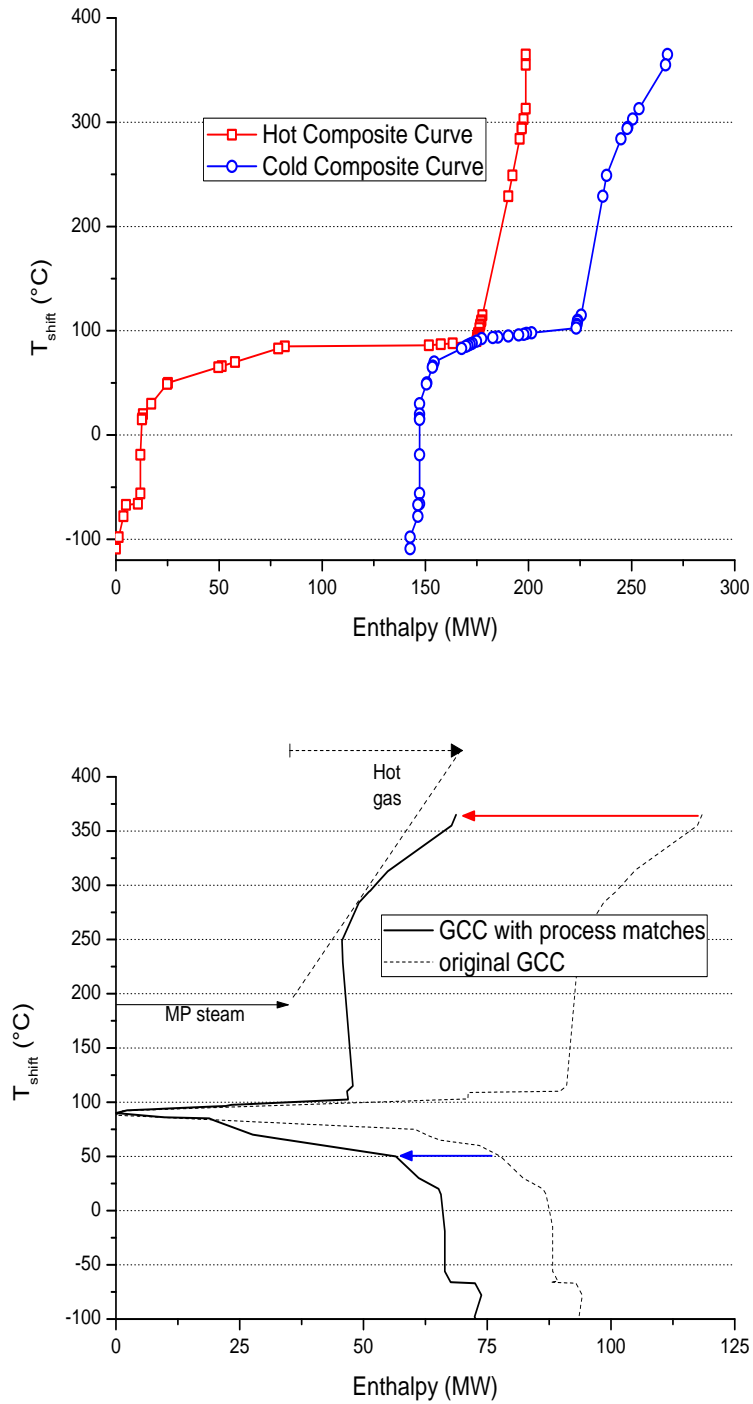 400
300
Hot Composite Curve
Cold Composite Curve
200
100
0
-100
0
50
100
150
200
250
300
T_shift (°C)
Enthalpy (MW)
Hot
gas
400
350
300
250
GCC with process matches
original GCC
200
MP steam
150
100
50
0
-50
-100
0
25
50
75
100
125
T_shift (°C)
Enthalpy (MW)